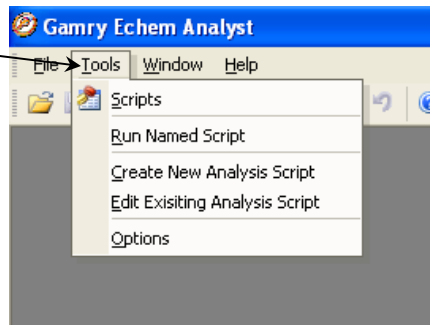 Gamry Echem Analyst
File Tools Window Help
Scripts
Run Named Script
Create New Analysis Script
Edit Exisiting Analysis Script
Options